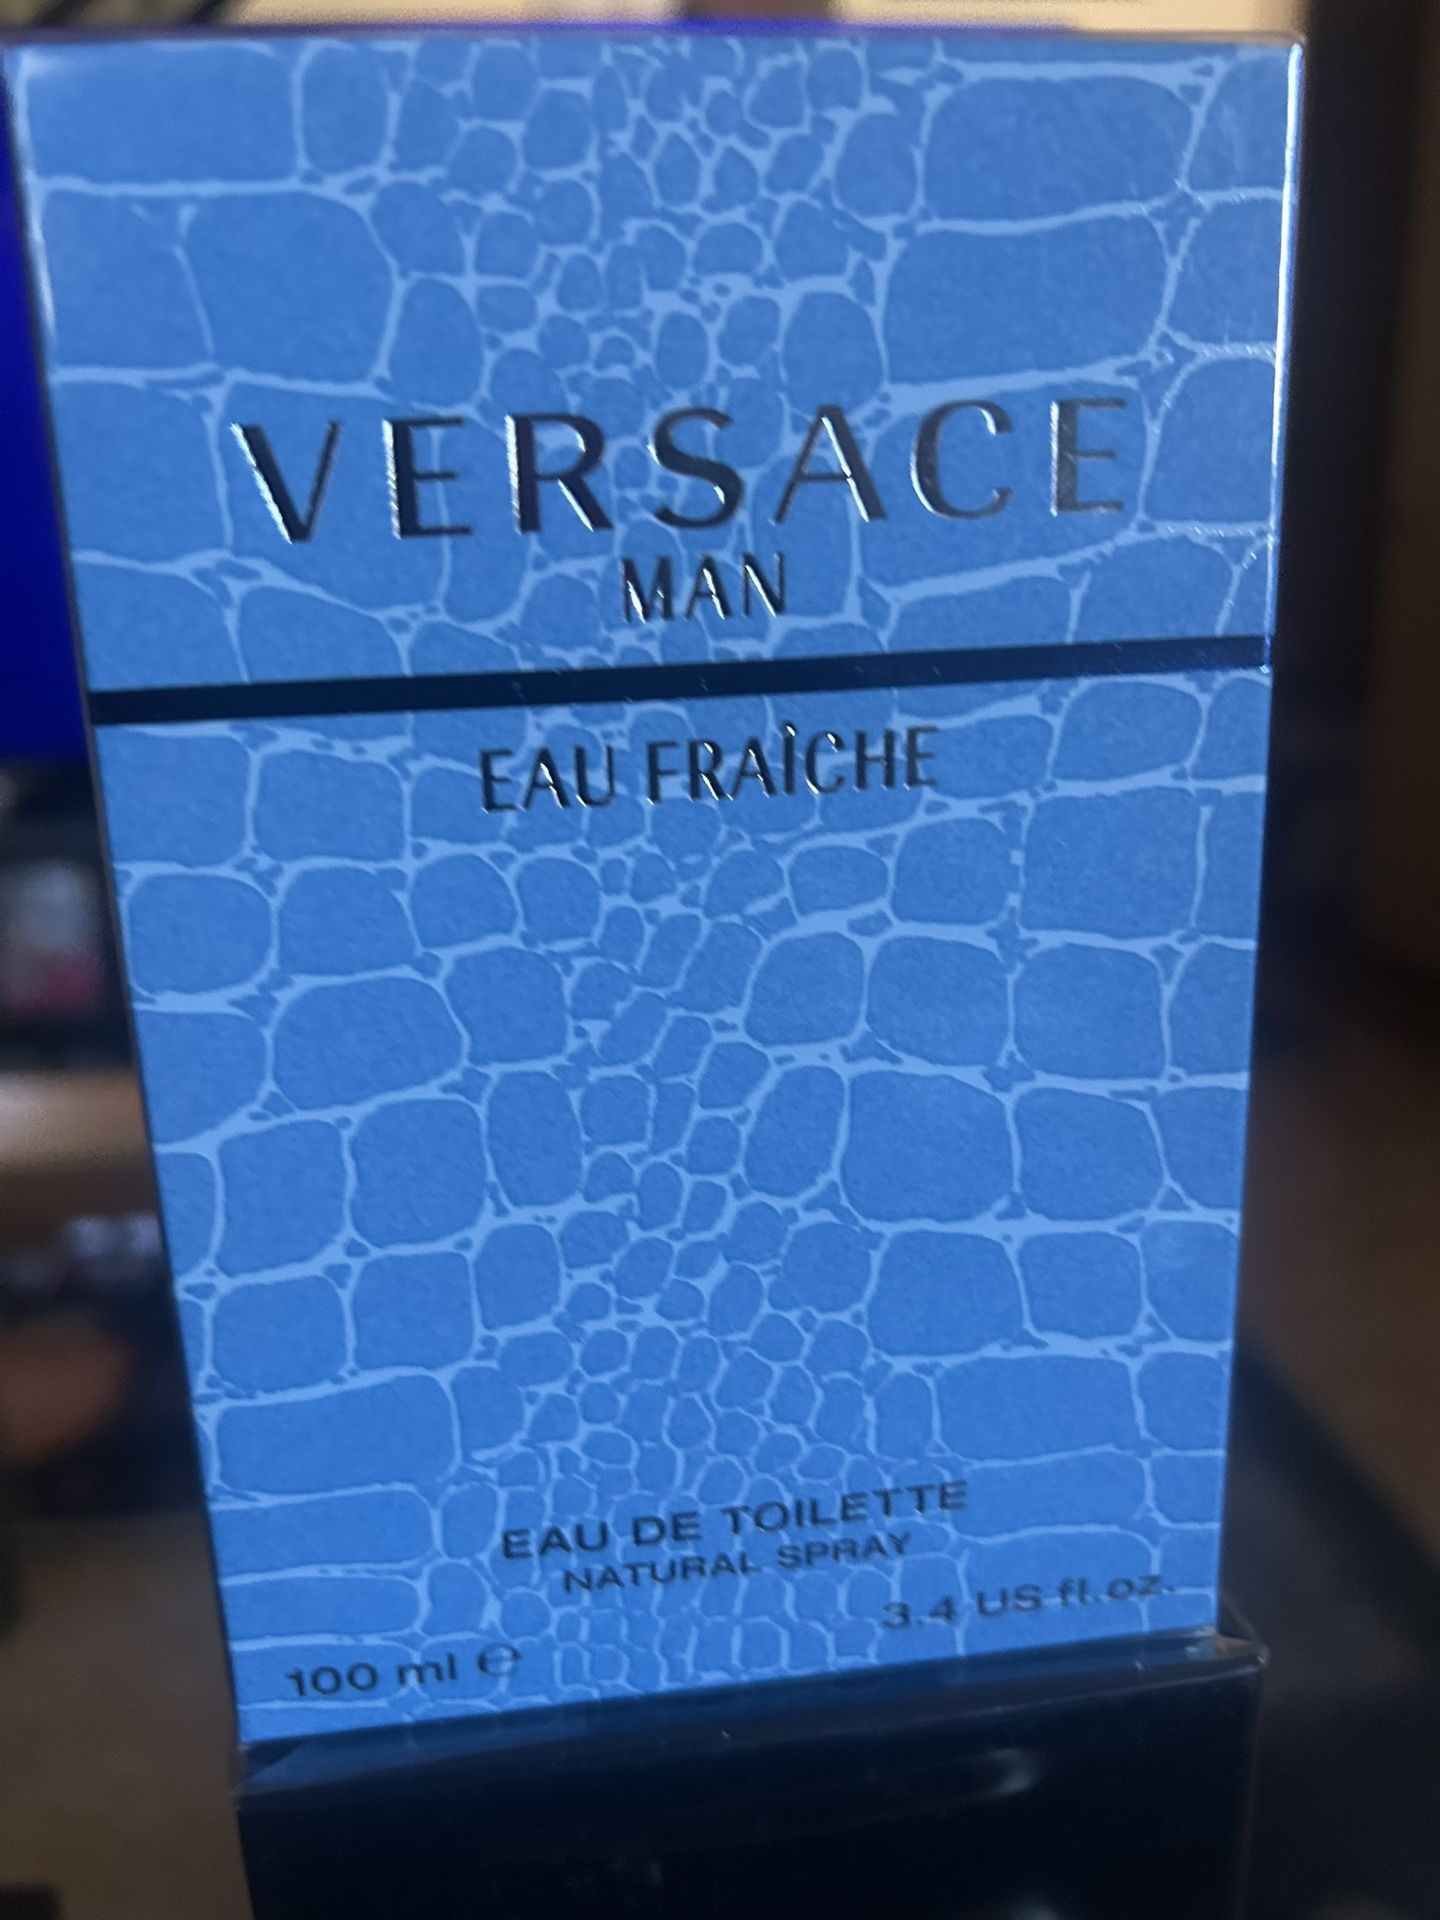 VERSACE
MAN
EAU FRAÎCHE
EAU DE TOILETTE
NATURAL SPRAY
100 ml ℮
3.4 US fl.oz.